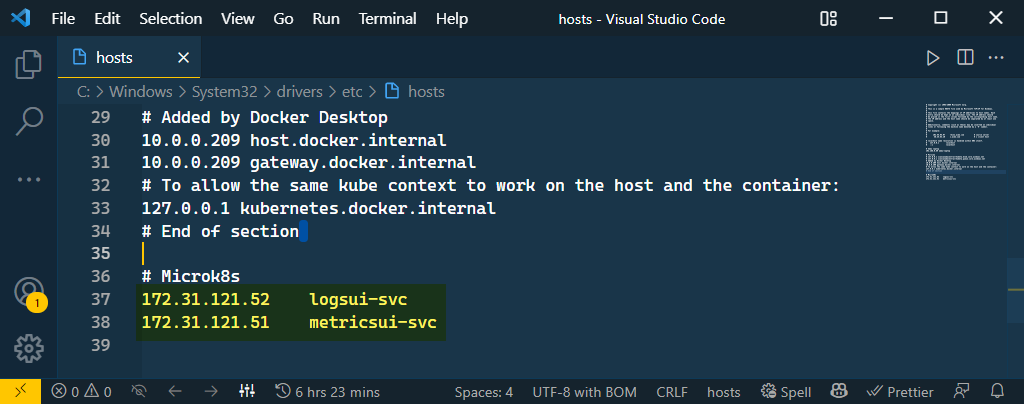 File Edit Selection View Go Run Terminal Help hosts - Visual Studio Code
hosts
C: > Windows > System32 > drivers > etc > hosts
29 # Added by Docker Desktop
30 10.0.0.209 host.docker.internal
31 10.0.0.209 gateway.docker.internal
32 # To allow the same kube context to work on the host and the container:
33 127.0.0.1 kubernetes.docker.internal
34 # End of section
35
36 # Microk8s
37 172.31.121.52 logsui-svc
38 172.31.121.51 metricsui-svc
39
1
0 0 6 hrs 23 mins Spaces: 4 UTF-8 with BOM CRLF hosts Spell Prettier